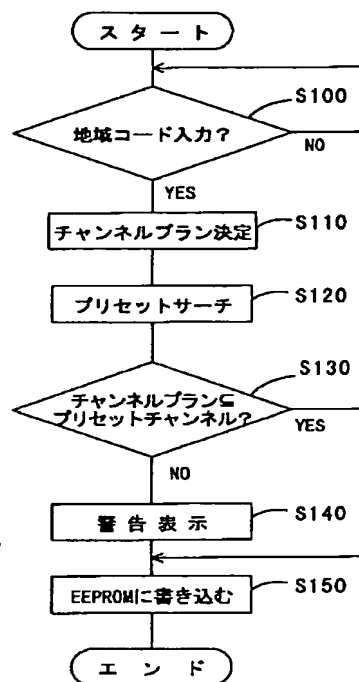 スタート
S100
地域コード入力？
NO
YES
S110
チャンネルプラン決定
S120
プリセットサーチ
S130
チャンネルプラン⊆
プリセットチャンネル？
YES
NO
S140
警告表示
S150
EEPROMに書き込む
エンド